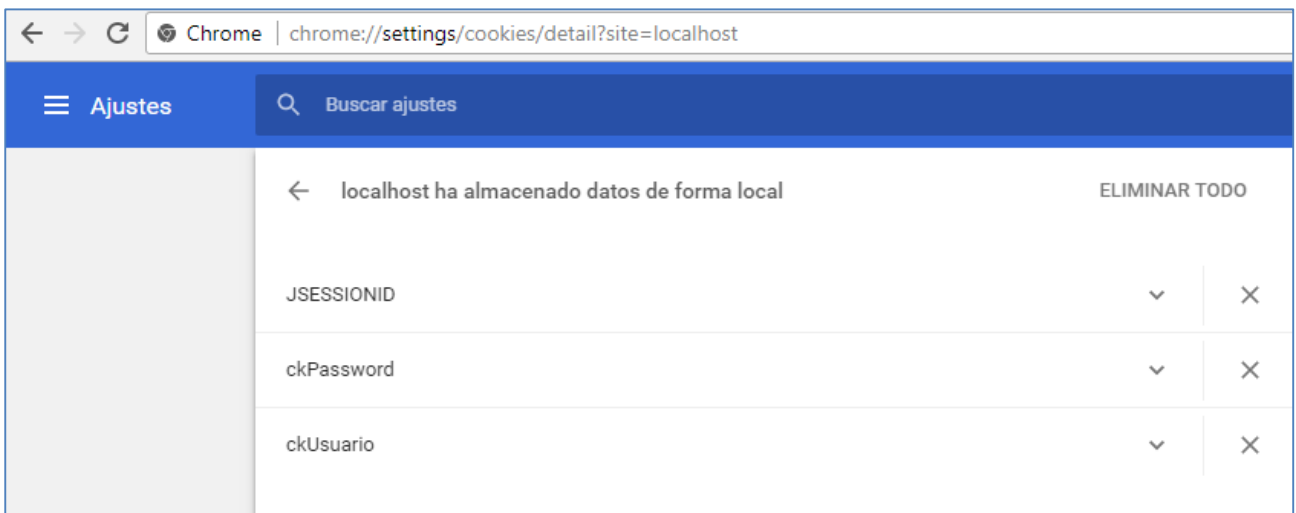 Chrome | chrome://settings/cookies/detail?site=localhost
Ajustes
Buscar ajustes
localhost ha almacenado datos de forma local
ELIMINAR TODO
JSESSIONID
ckPassword
ckUsuario